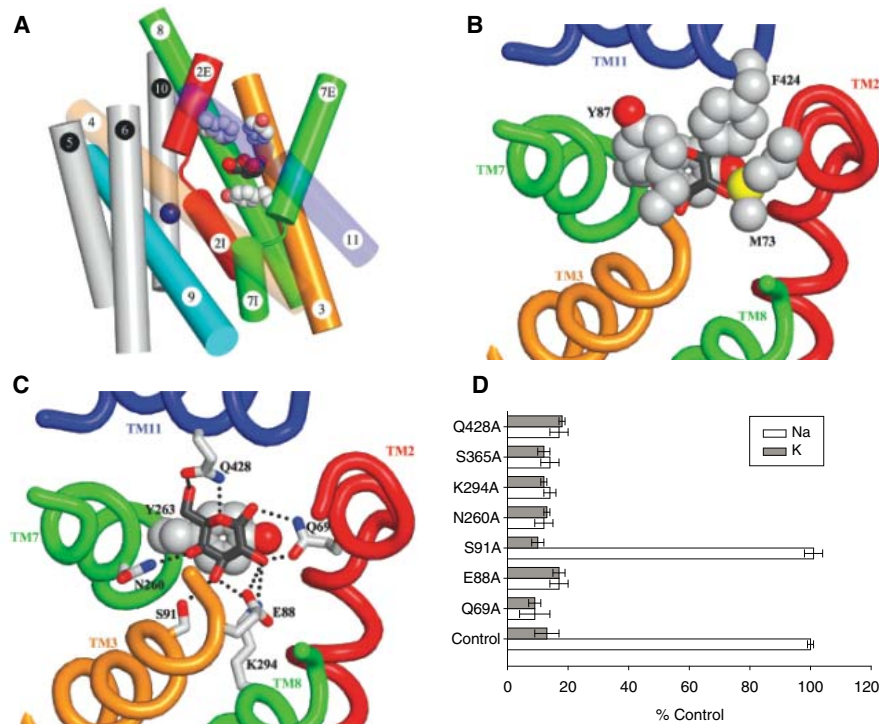 A
8
2E
10
7E
4
5
6
2I
11
9
7I
3
B
TM11
F424
TM2
Y87
TM7
M73
TM3
TM8
C
TM11
Q428
TM2
Y263
TM7
Q69
N260
S91
E88
TM3
K294
TM8
D
Q428A
S365A
K294A
N260A
S91A
E88A
Q69A
Control
Na
K
0 20 40 60 80 100 120
% Control